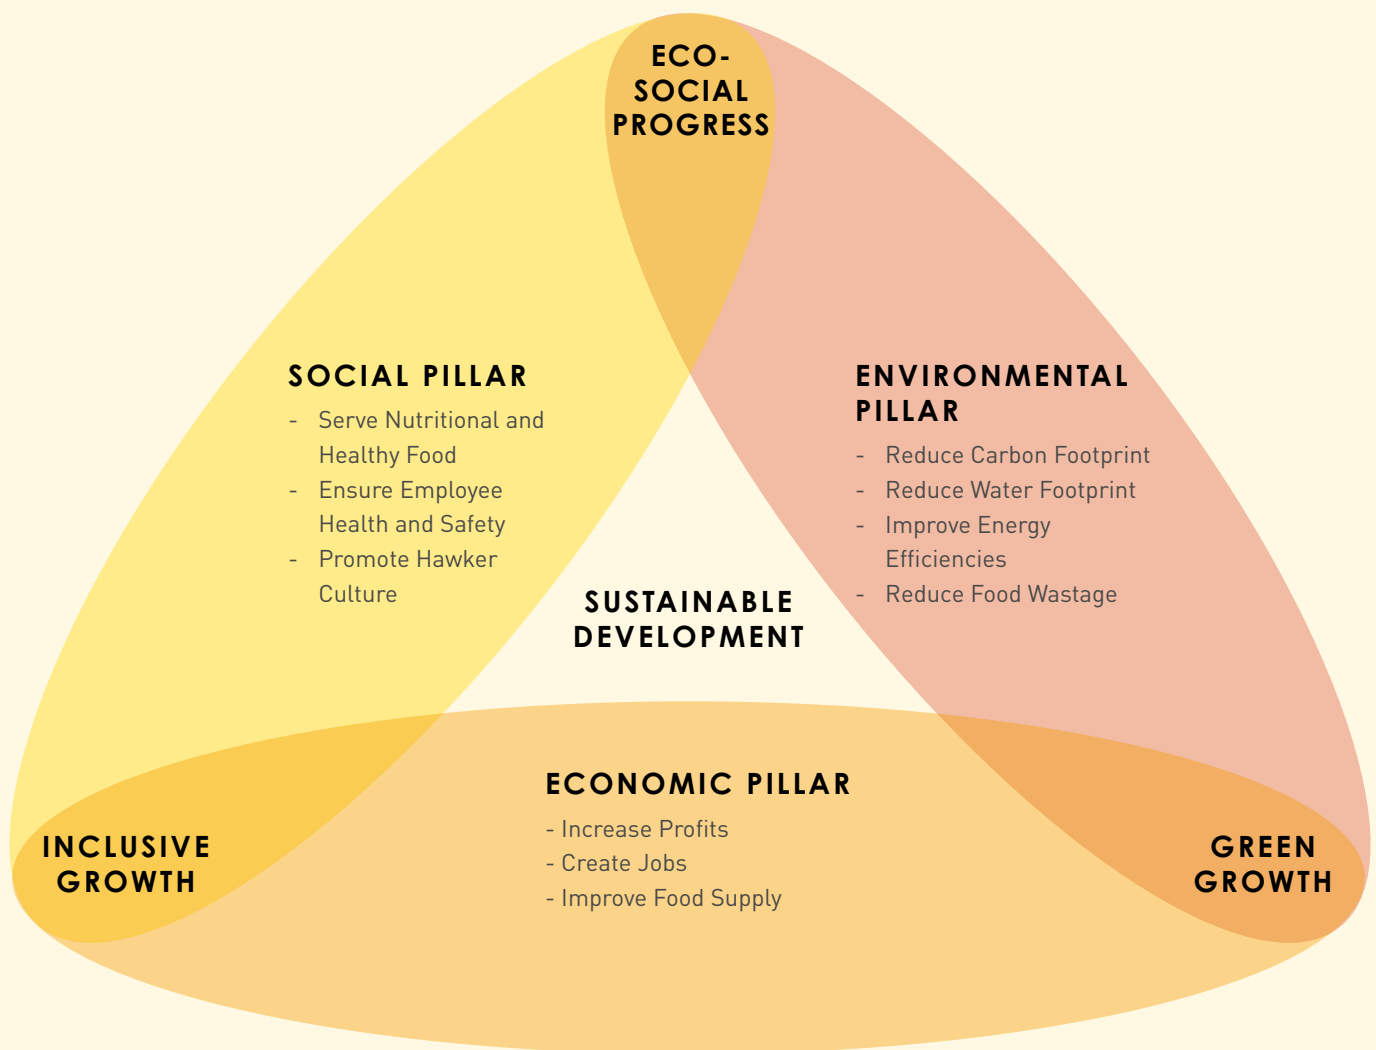 ECO-
SOCIAL
PROGRESS
SOCIAL PILLAR
- Serve Nutritional and
Healthy Food
- Ensure Employee
Health and Safety
- Promote Hawker
Culture
ENVIRONMENTAL
PILLAR
- Reduce Carbon Footprint
- Reduce Water Footprint
- Improve Energy
Efficiencies
- Reduce Food Wastage
SUSTAINABLE
DEVELOPMENT
ECONOMIC PILLAR
- Increase Profits
- Create Jobs
- Improve Food Supply
INCLUSIVE
GROWTH
GREEN
GROWTH